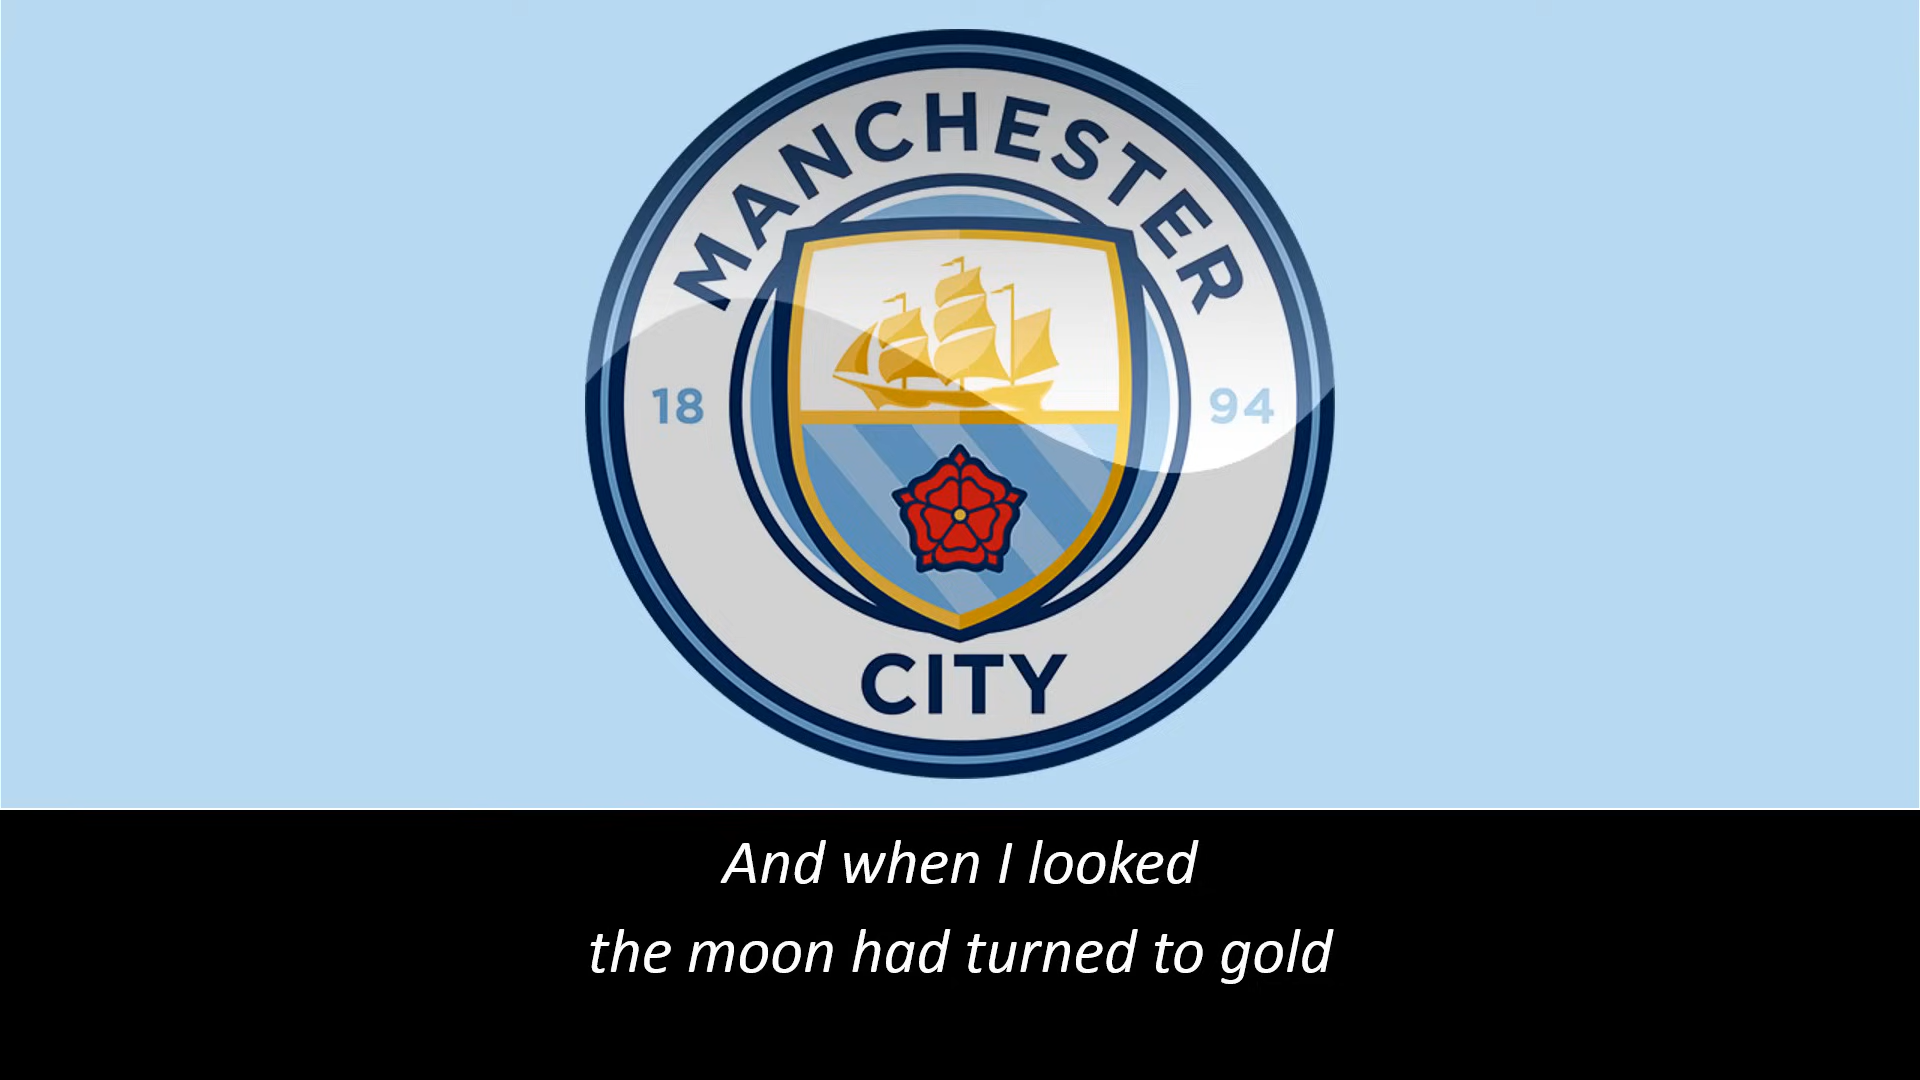 MANCHESTER
18 94
CITY
And when I looked
the moon had turned to gold